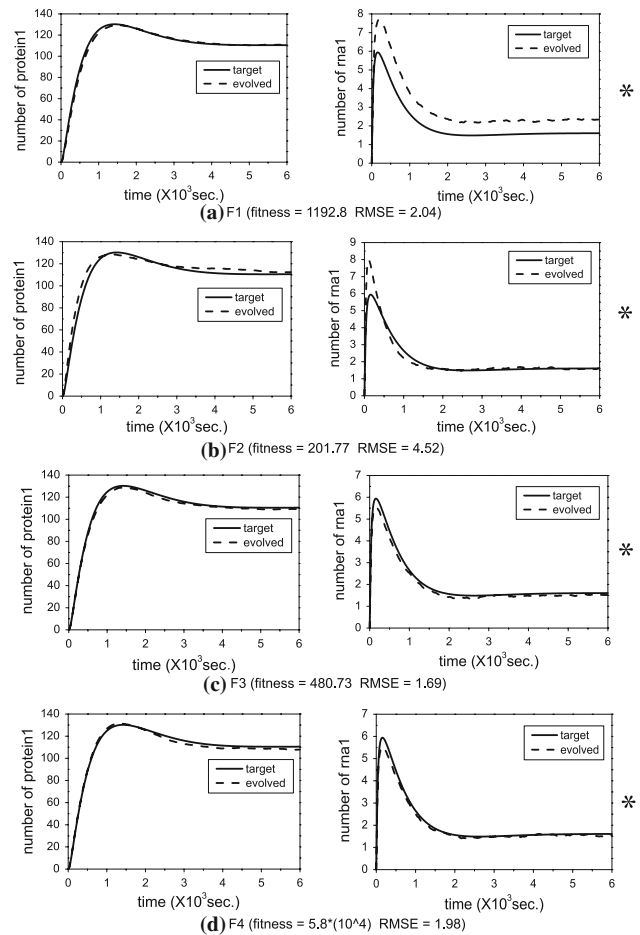 number of protein1
140
120
100
80
60
40
20
0
target
evolved
0 1 2 3 4 5 6
time (X10³sec.)
number of rna1
8
7
6
5
4
3
2
1
0
target
evolved
0 1 2 3 4 5 6
time (X10³sec.)
*
(a) F1 (fitness = 1192.8 RMSE = 2.04)
number of protein1
140
120
100
80
60
40
20
0
target
evolved
0 1 2 3 4 5 6
time (X10³sec.)
number of rna1
9
8
7
6
5
4
3
2
1
0
target
evolved
0 1 2 3 4 5 6
time (X10³sec.)
*
(b) F2 (fitness = 201.77 RMSE = 4.52)
number of protein1
140
120
100
80
60
40
20
0
target
evolved
0 1 2 3 4 5 6
time (X10³sec.)
number of rna1
6
5
4
3
2
1
0
target
evolved
0 1 2 3 4 5 6
time (X10³sec.)
*
(c) F3 (fitness = 480.73 RMSE = 1.69)
number of protein1
140
120
100
80
60
40
20
0
target
evolved
0 1 2 3 4 5 6
time (X10³sec.)
number of rna1
7
6
5
4
3
2
1
0
target
evolved
0 1 2 3 4 5 6
time (X10³sec.)
*
(d) F4 (fitness = 5.8*(10^4) RMSE = 1.98)